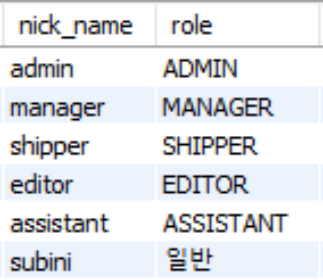 nick_name role
admin ADMIN
manager MANAGER
shipper SHIPPER
editor EDITOR
assistant ASSISTANT
subini 일반